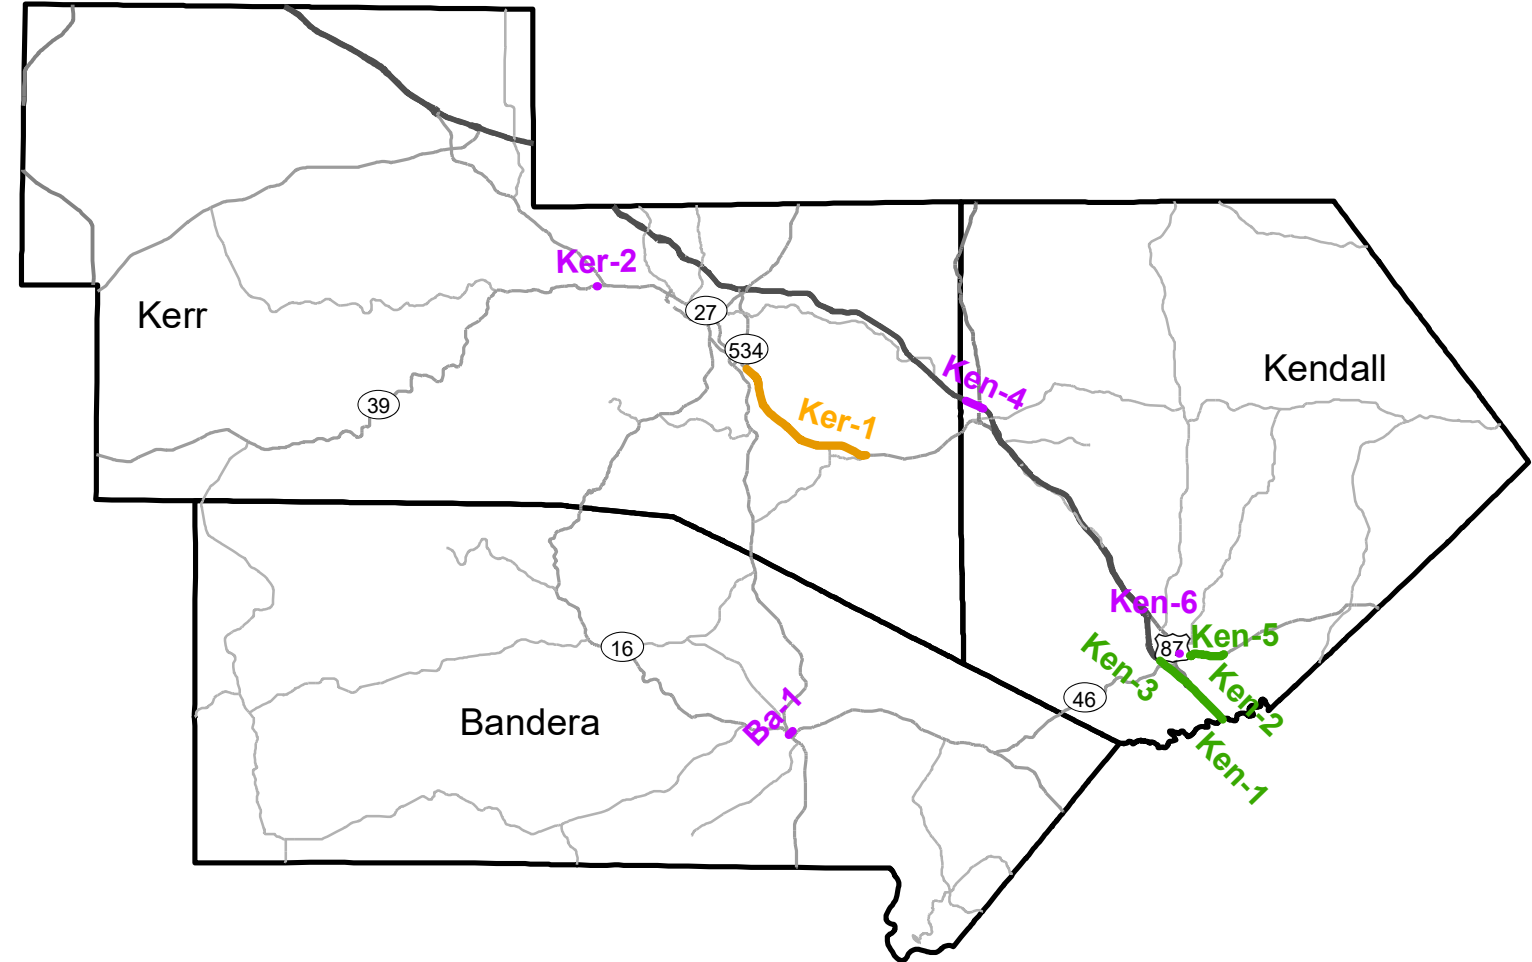 Ker-2
27
Kerr
534
Ken-4
Kendall
39
Ker-1
Ken-6
Ken-5
87
16
Ken-3
46
Ken-2
Bandera
Ba-1
Ken-1